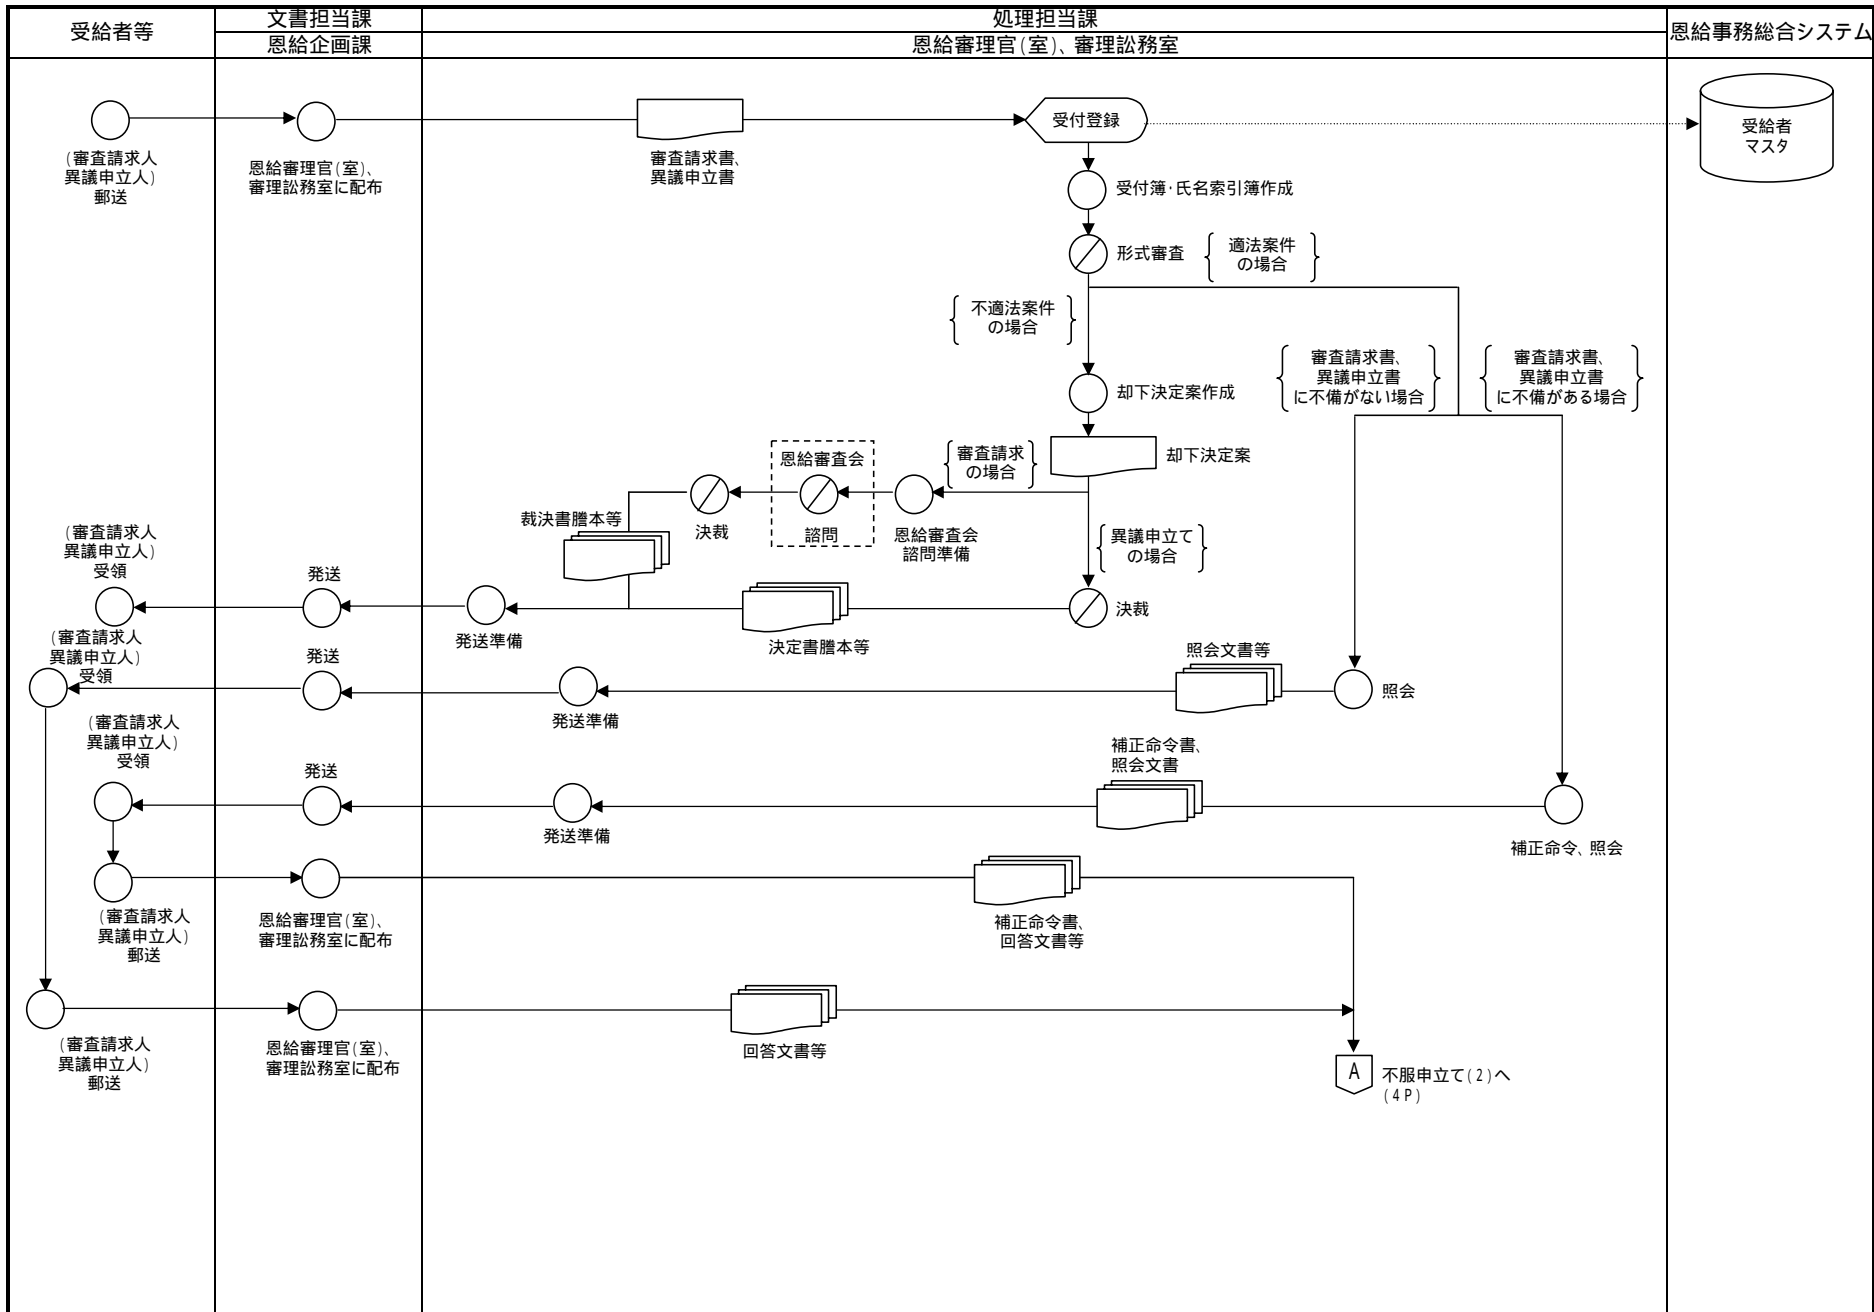 受給者等
文書担当課
恩給企画課
処理担当課
恩給審理官(室)、審理訟務室
恩給事務総合システム
(審査請求人
異議申立人)
郵送
恩給審理官(室)、
審理訟務室に配布
審査請求書、
異議申立書
受付登録
受給者
マスタ
受付簿・氏名索引簿作成
形式審査
適法案件
の場合
不適法案件
の場合
審査請求書、
異議申立書
に不備がない場合
審査請求書、
異議申立書
に不備がある場合
却下決定案作成
却下決定案
審査請求
の場合
恩給審査会
諮問
恩給審査会
諮問準備
決裁
裁決書謄本等
異議申立て
の場合
決裁
決定書謄本等
発送準備
発送
(審査請求人
異議申立人)
受領
(審査請求人
異議申立人)
受領
発送
発送準備
照会文書等
照会
(審査請求人
異議申立人)
受領
発送
発送準備
補正命令書、
照会文書
補正命令、照会
(審査請求人
異議申立人)
郵送
恩給審理官(室)、
審理訟務室に配布
補正命令書、
回答文書等
(審査請求人
異議申立人)
郵送
恩給審理官(室)、
審理訟務室に配布
回答文書等
A
不服申立て(2)へ
(4P)